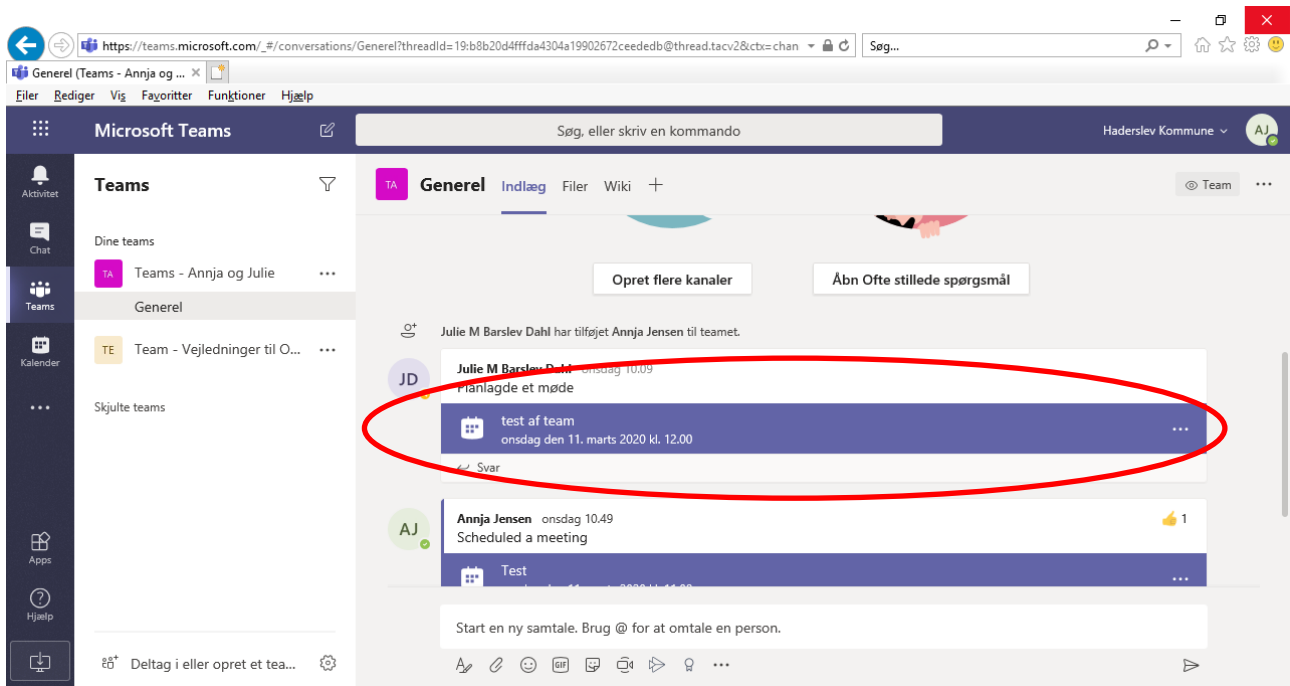 https://teams.microsoft.com/_#/conversations/Generel?threadId=19:b8b20d4fffda4304a19902672ceededb@thread.tacv2&ctx=chan
Søg...
Generel (Teams - Annja og ...
Filer Rediger Vis Favoritter Funktioner Hjælp
Microsoft Teams
Søg, eller skriv en kommando
Haderslev Kommune
AJ
Aktivitet
Chat
Teams
Kalender
Apps
Hjælp
Teams
Dine teams
TA Teams - Annja og Julie
Generel
TE Team - Vejledninger til O...
Skjulte teams
Deltag i eller opret et tea...
TA Generel Indlæg Filer Wiki
Team
Opret flere kanaler
Åbn Ofte stillede spørgsmål
Julie M Barslev Dahl har tilføjet Annja Jensen til teamet.
JD
Julie M Barslev Dahl onsdag 10.09
Planlagde et møde
test af team
onsdag den 11. marts 2020 kl. 12.00
Svar
AJ
Annja Jensen onsdag 10.49
1
Scheduled a meeting
Test
Start en ny samtale. Brug @ for at omtale en person.
GIF